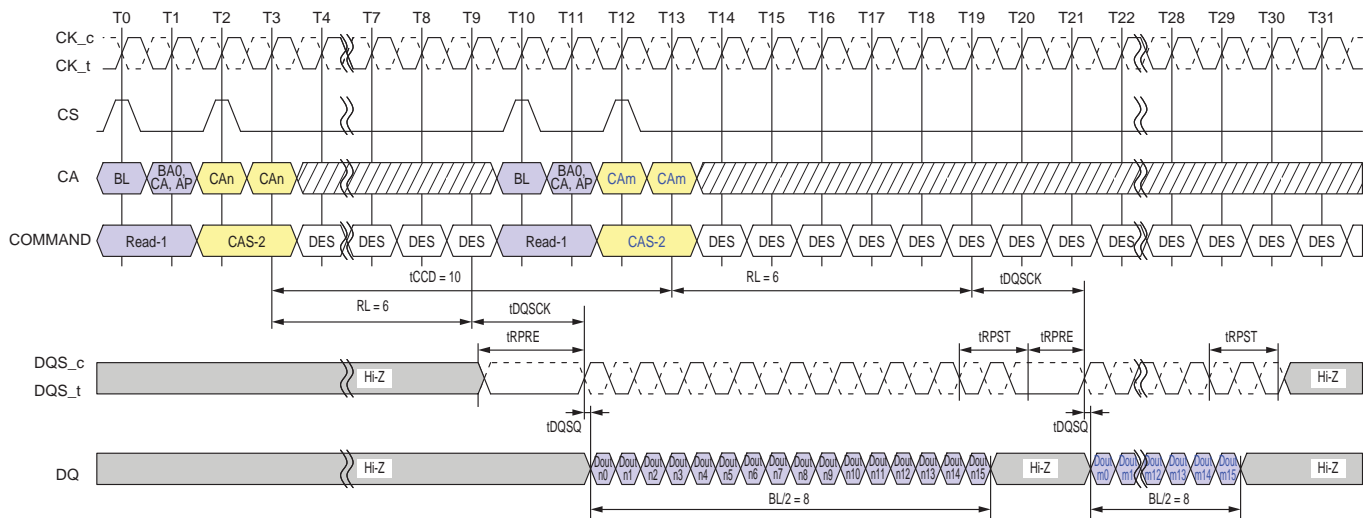 T0 T1 T2 T3 T4 T7 T8 T9 T10 T11 T12 T13 T14 T15 T16 T17 T18 T19 T20 T21 T22 T28 T29 T30 T31
CK_c
CK_t
CS
CA BL BA0, CA, AP CAn CAn BL BA0, CA, AP CAm CAm
COMMAND Read-1 CAS-2 DES DES DES DES Read-1 CAS-2 DES DES DES DES DES DES DES DES DES DES DES DES DES
tCCD = 10 RL = 6 tDQSCK
RL = 6 tDQSCK
tRPRE tRPST tRPRE tRPST
DQS_c
DQS_t
Hi-Z Hi-Z
tDQSQ tDQSQ
DQ Hi-Z Dout n0 Dout n1 Dout n2 Dout n3 Dout n4 Dout n5 Dout n6 Dout n7 Dout n8 Dout n9 Dout n10 Dout n11 Dout n12 Dout n13 Dout n14 Dout n15 Hi-Z Dout m0 Dout m1 Dout m12 Dout m13 Dout m14 Dout m15 Hi-Z
BL/2 = 8 BL/2 = 8